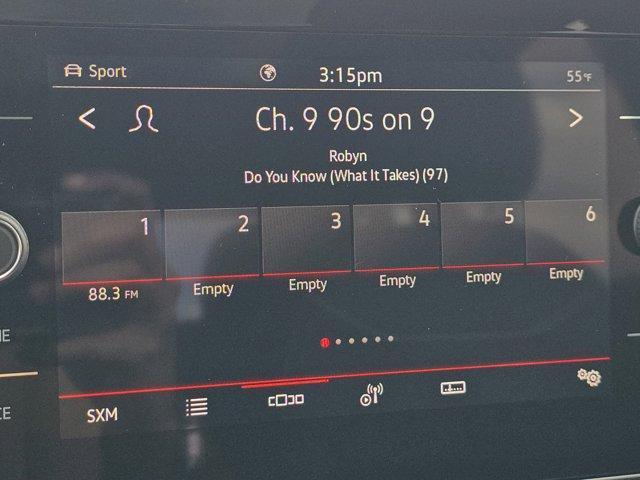 Sport 3:15pm 55°F
Ch. 9 90s on 9
Robyn
Do You Know (What It Takes) (97)
1 2 3 4 5 6
88.3 FM Empty Empty Empty Empty Empty
SXM